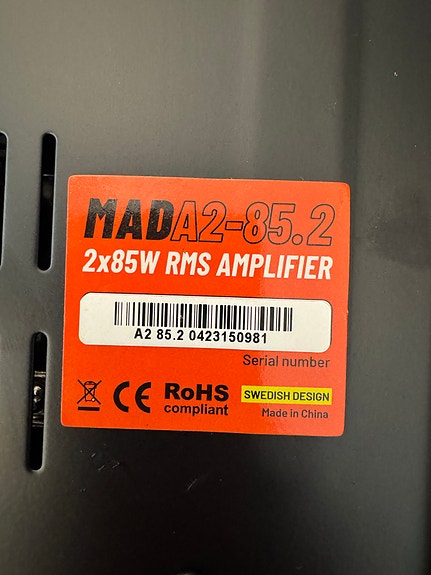 MADA2-85.2
2x85W RMS AMPLIFIER
A2 85.2 0423150981
Serial number
CE RoHS compliant
SWEDISH DESIGN
Made in China